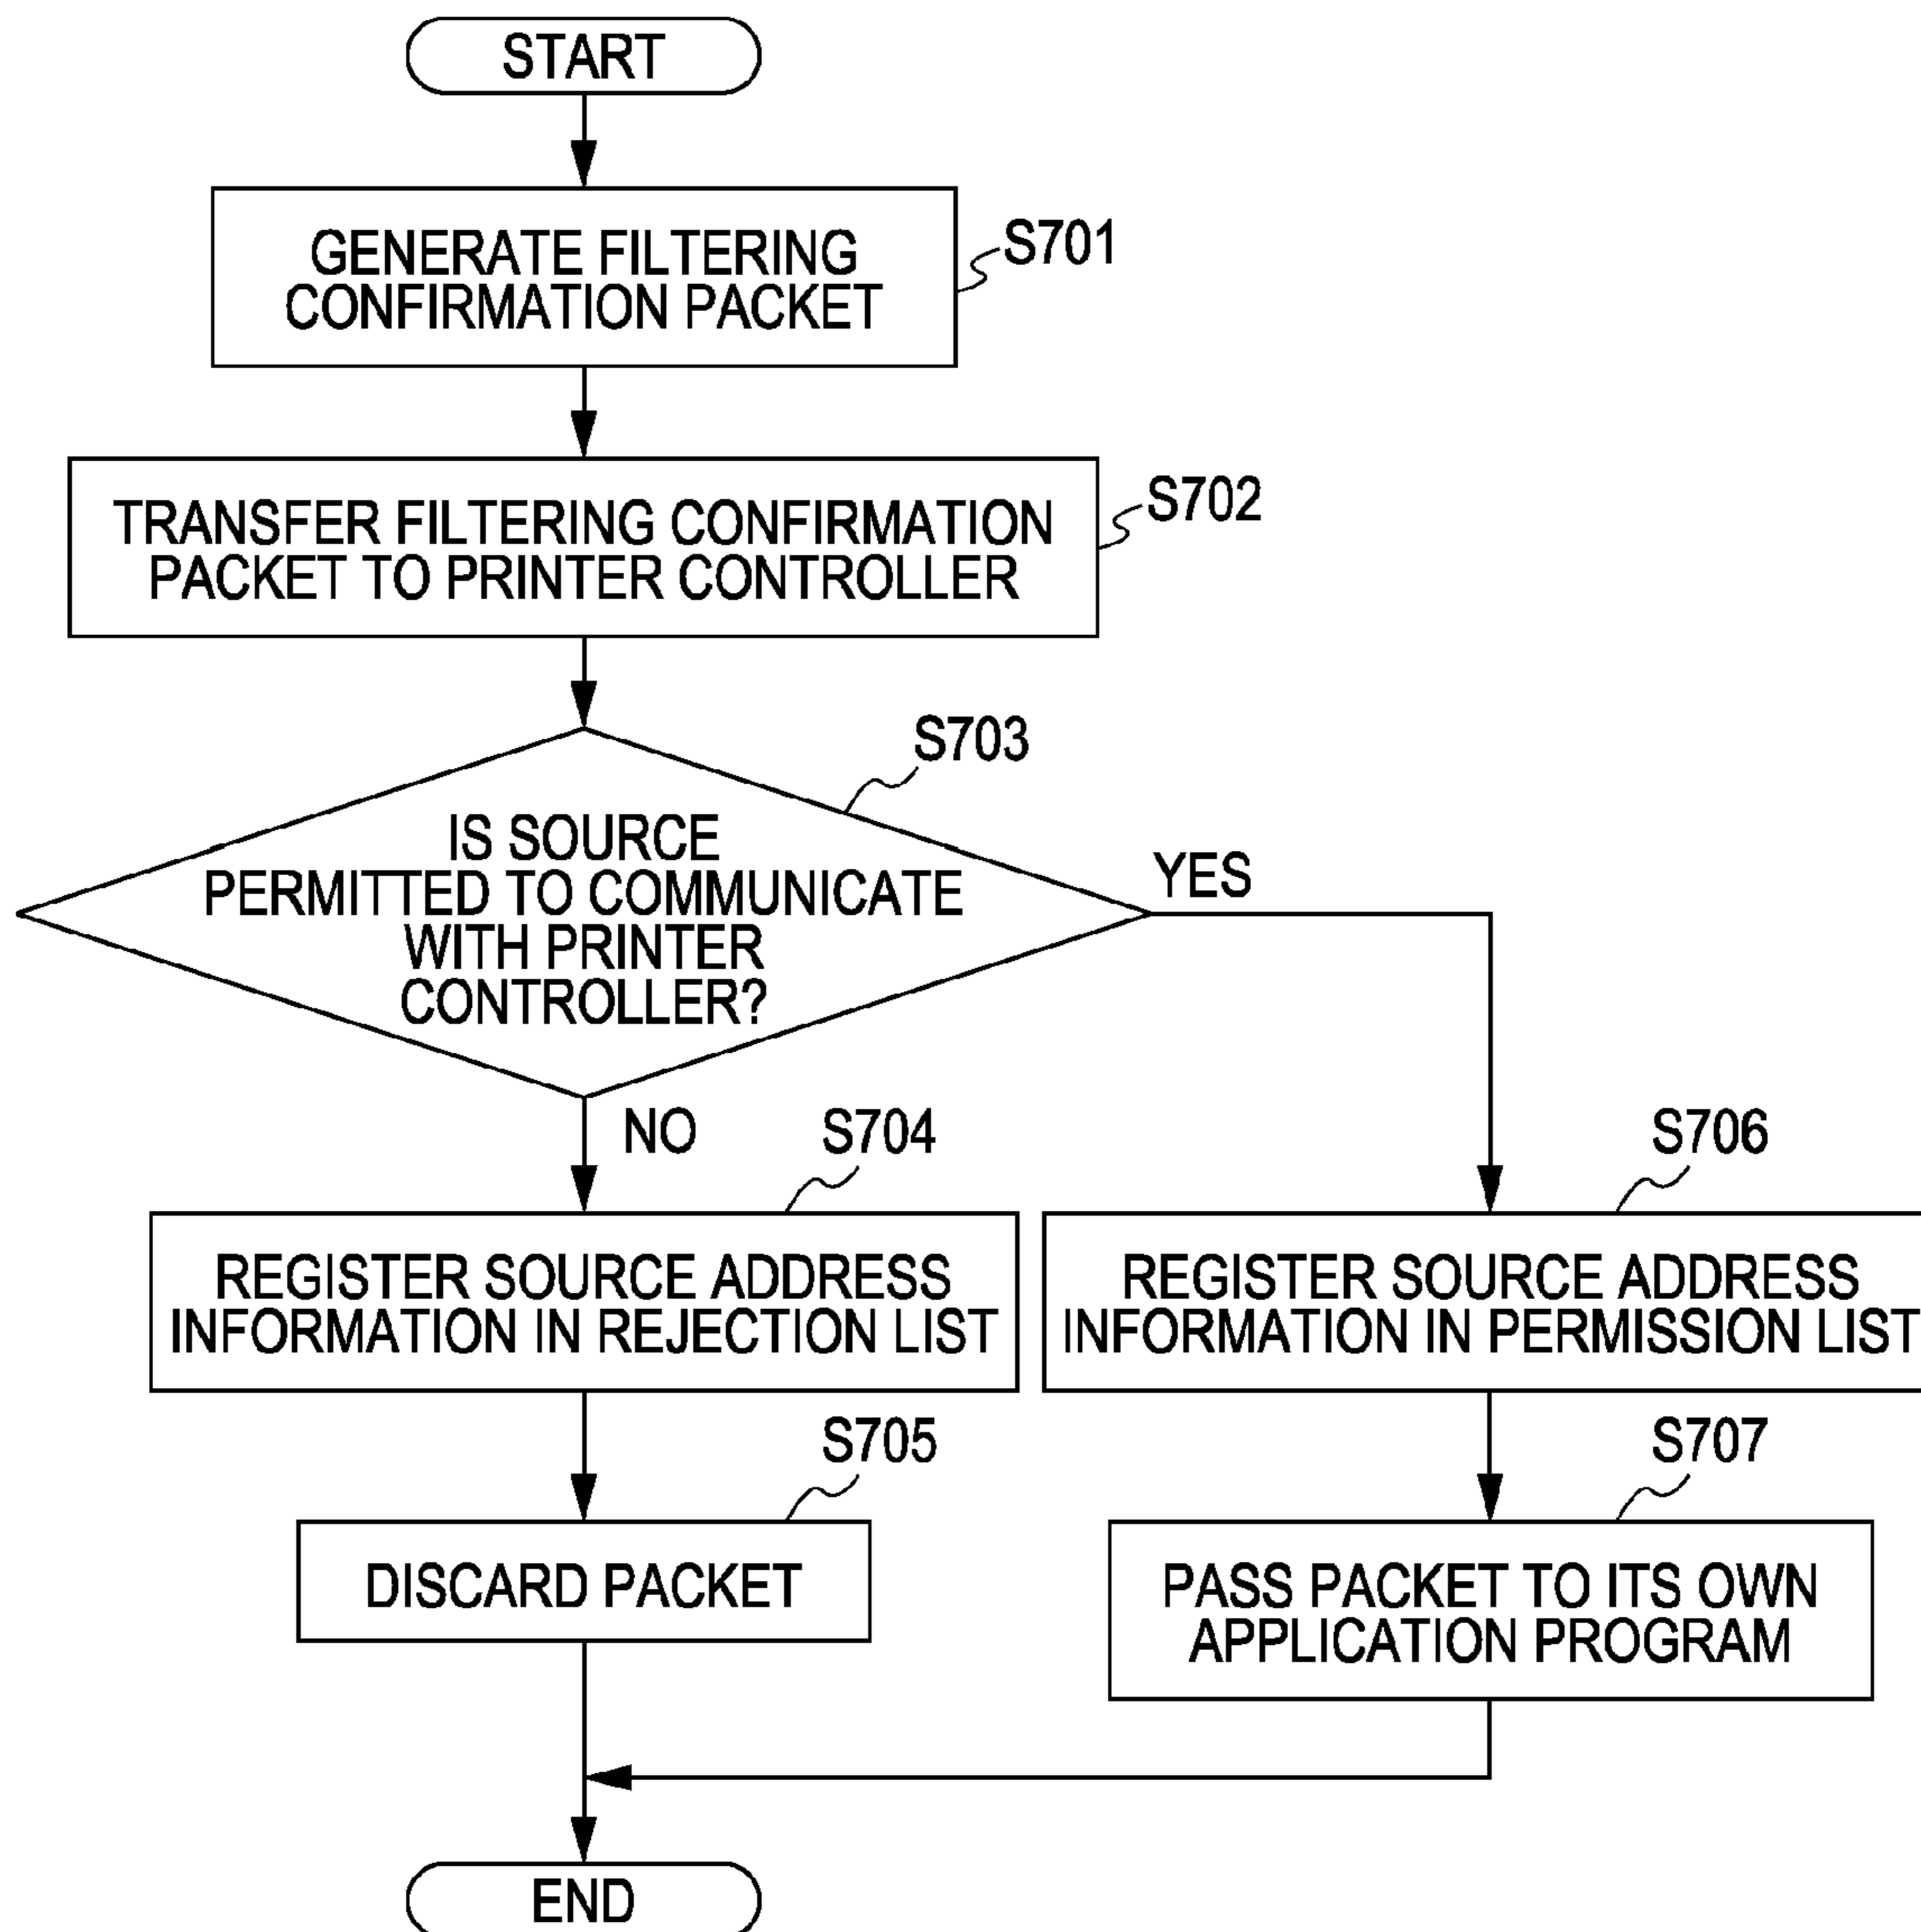 START
GENERATE FILTERING
CONFIRMATION PACKET
S701
TRANSFER FILTERING CONFIRMATION
PACKET TO PRINTER CONTROLLER
S702
S703
IS SOURCE
PERMITTED TO COMMUNICATE
WITH PRINTER
CONTROLLER?
YES
NO
S704
REGISTER SOURCE ADDRESS
INFORMATION IN REJECTION LIST
S706
REGISTER SOURCE ADDRESS
INFORMATION IN PERMISSION LIST
S705
DISCARD PACKET
S707
PASS PACKET TO ITS OWN
APPLICATION PROGRAM
END